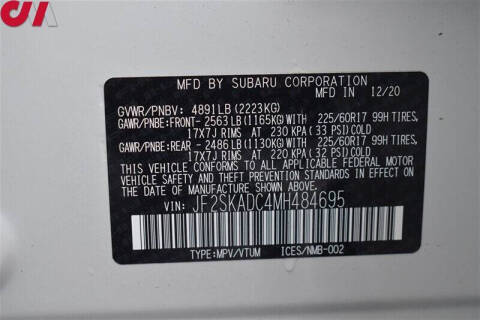 MFD. BY SUBARU CORPORATION
MFD. IN JAPAN 12/20
GVWR/PNBV: 4891LB(2223KG)
GAWR/PNBE:FRONT- 2563LB(1165KG)WITH 225/60R17 99H TIRES,
17X7J RIMS AT 230 KPA(33 PSI)COLD
GAWR/PNBE:REAR - 2486LB(1130KG)WITH 225/60R17 99H TIRES,
17X7J RIMS AT 220 KPA(32 PSI)COLD
THIS VEHICLE CONFORMS TO ALL APPLICABLE FEDERAL MOTOR
VEHICLE SAFETY AND THEFT PREVENTION STANDARDS IN
EFFECT ON THE DATE OF MANUFACTURE SHOWN ABOVE.
VIN: JF2SKADC4MH484695
TYPE:MPV/VTUM ICES/NMB-002